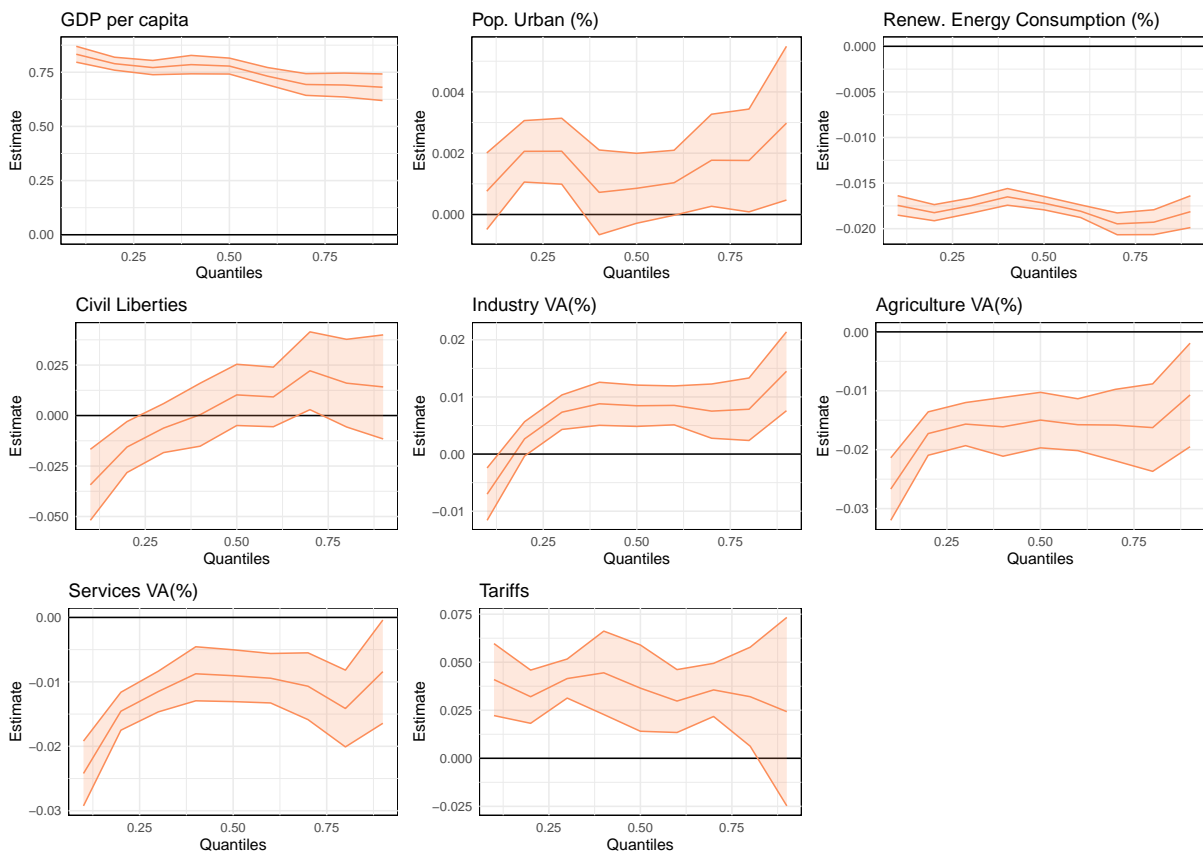 GDP per capita
0.75
0.50
0.25
0.00
Estimate
0.25 0.50 0.75
Quantiles
Pop. Urban (%)
0.004
0.002
0.000
Estimate
0.25 0.50 0.75
Quantiles
Renew. Energy Consumption (%)
0.000
−0.005
−0.010
−0.015
−0.020
Estimate
0.25 0.50 0.75
Quantiles
Civil Liberties
0.025
0.000
−0.025
−0.050
Estimate
0.25 0.50 0.75
Quantiles
Industry VA(%)
0.02
0.01
0.00
−0.01
Estimate
0.25 0.50 0.75
Quantiles
Agriculture VA(%)
0.00
−0.01
−0.02
−0.03
Estimate
0.25 0.50 0.75
Quantiles
Services VA(%)
0.00
−0.01
−0.02
−0.03
Estimate
0.25 0.50 0.75
Quantiles
Tariffs
0.075
0.050
0.025
0.000
−0.025
Estimate
0.25 0.50 0.75
Quantiles